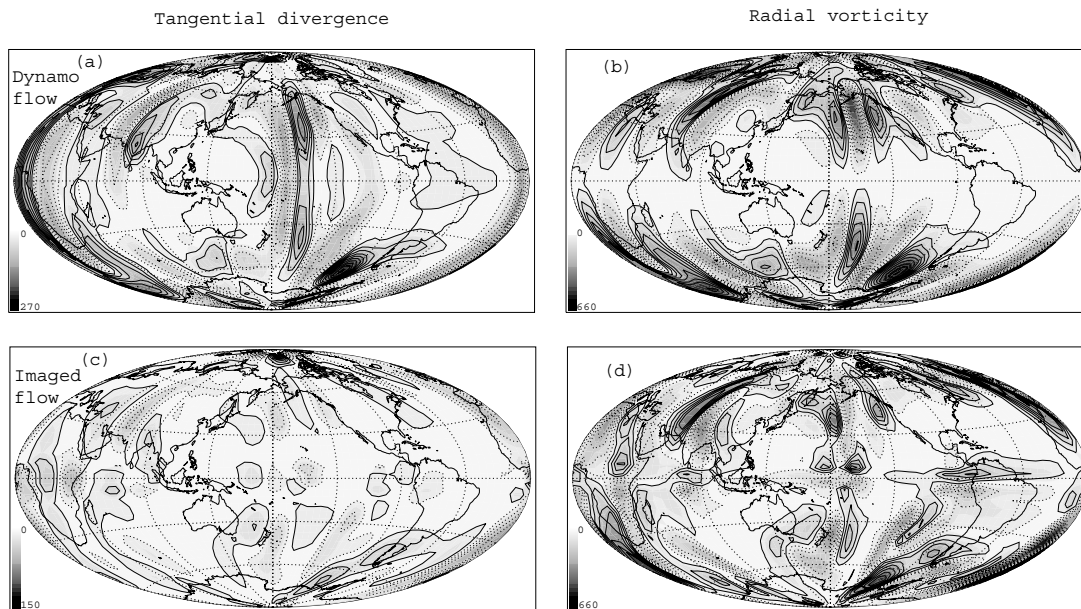 Tangential divergence
Radial vorticity
(a)
Dynamo
flow
0
270
(b)
0
660
(c)
Imaged
flow
0
150
(d)
0
660